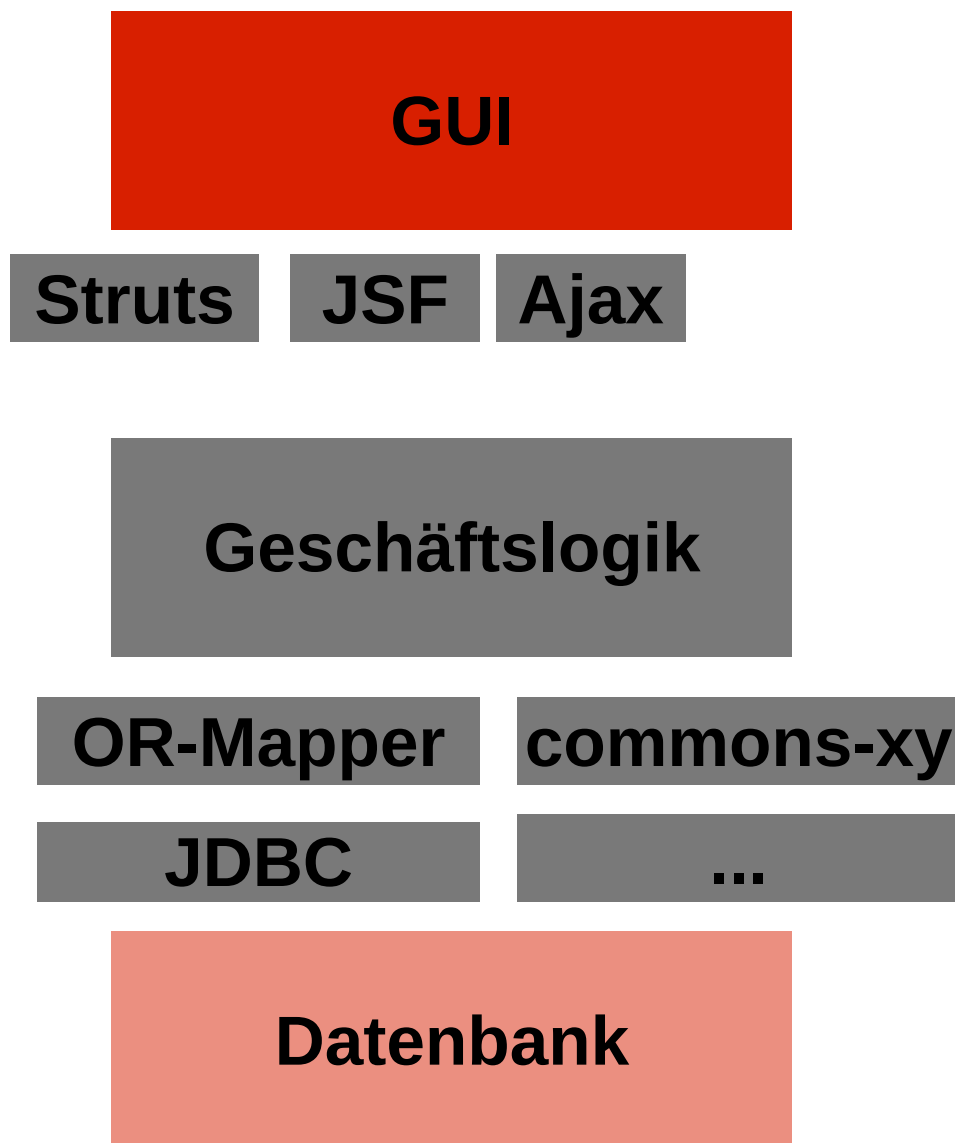 GUI
Struts JSF Ajax
Geschäftslogik
OR-Mapper commons-xy
JDBC ...
Datenbank